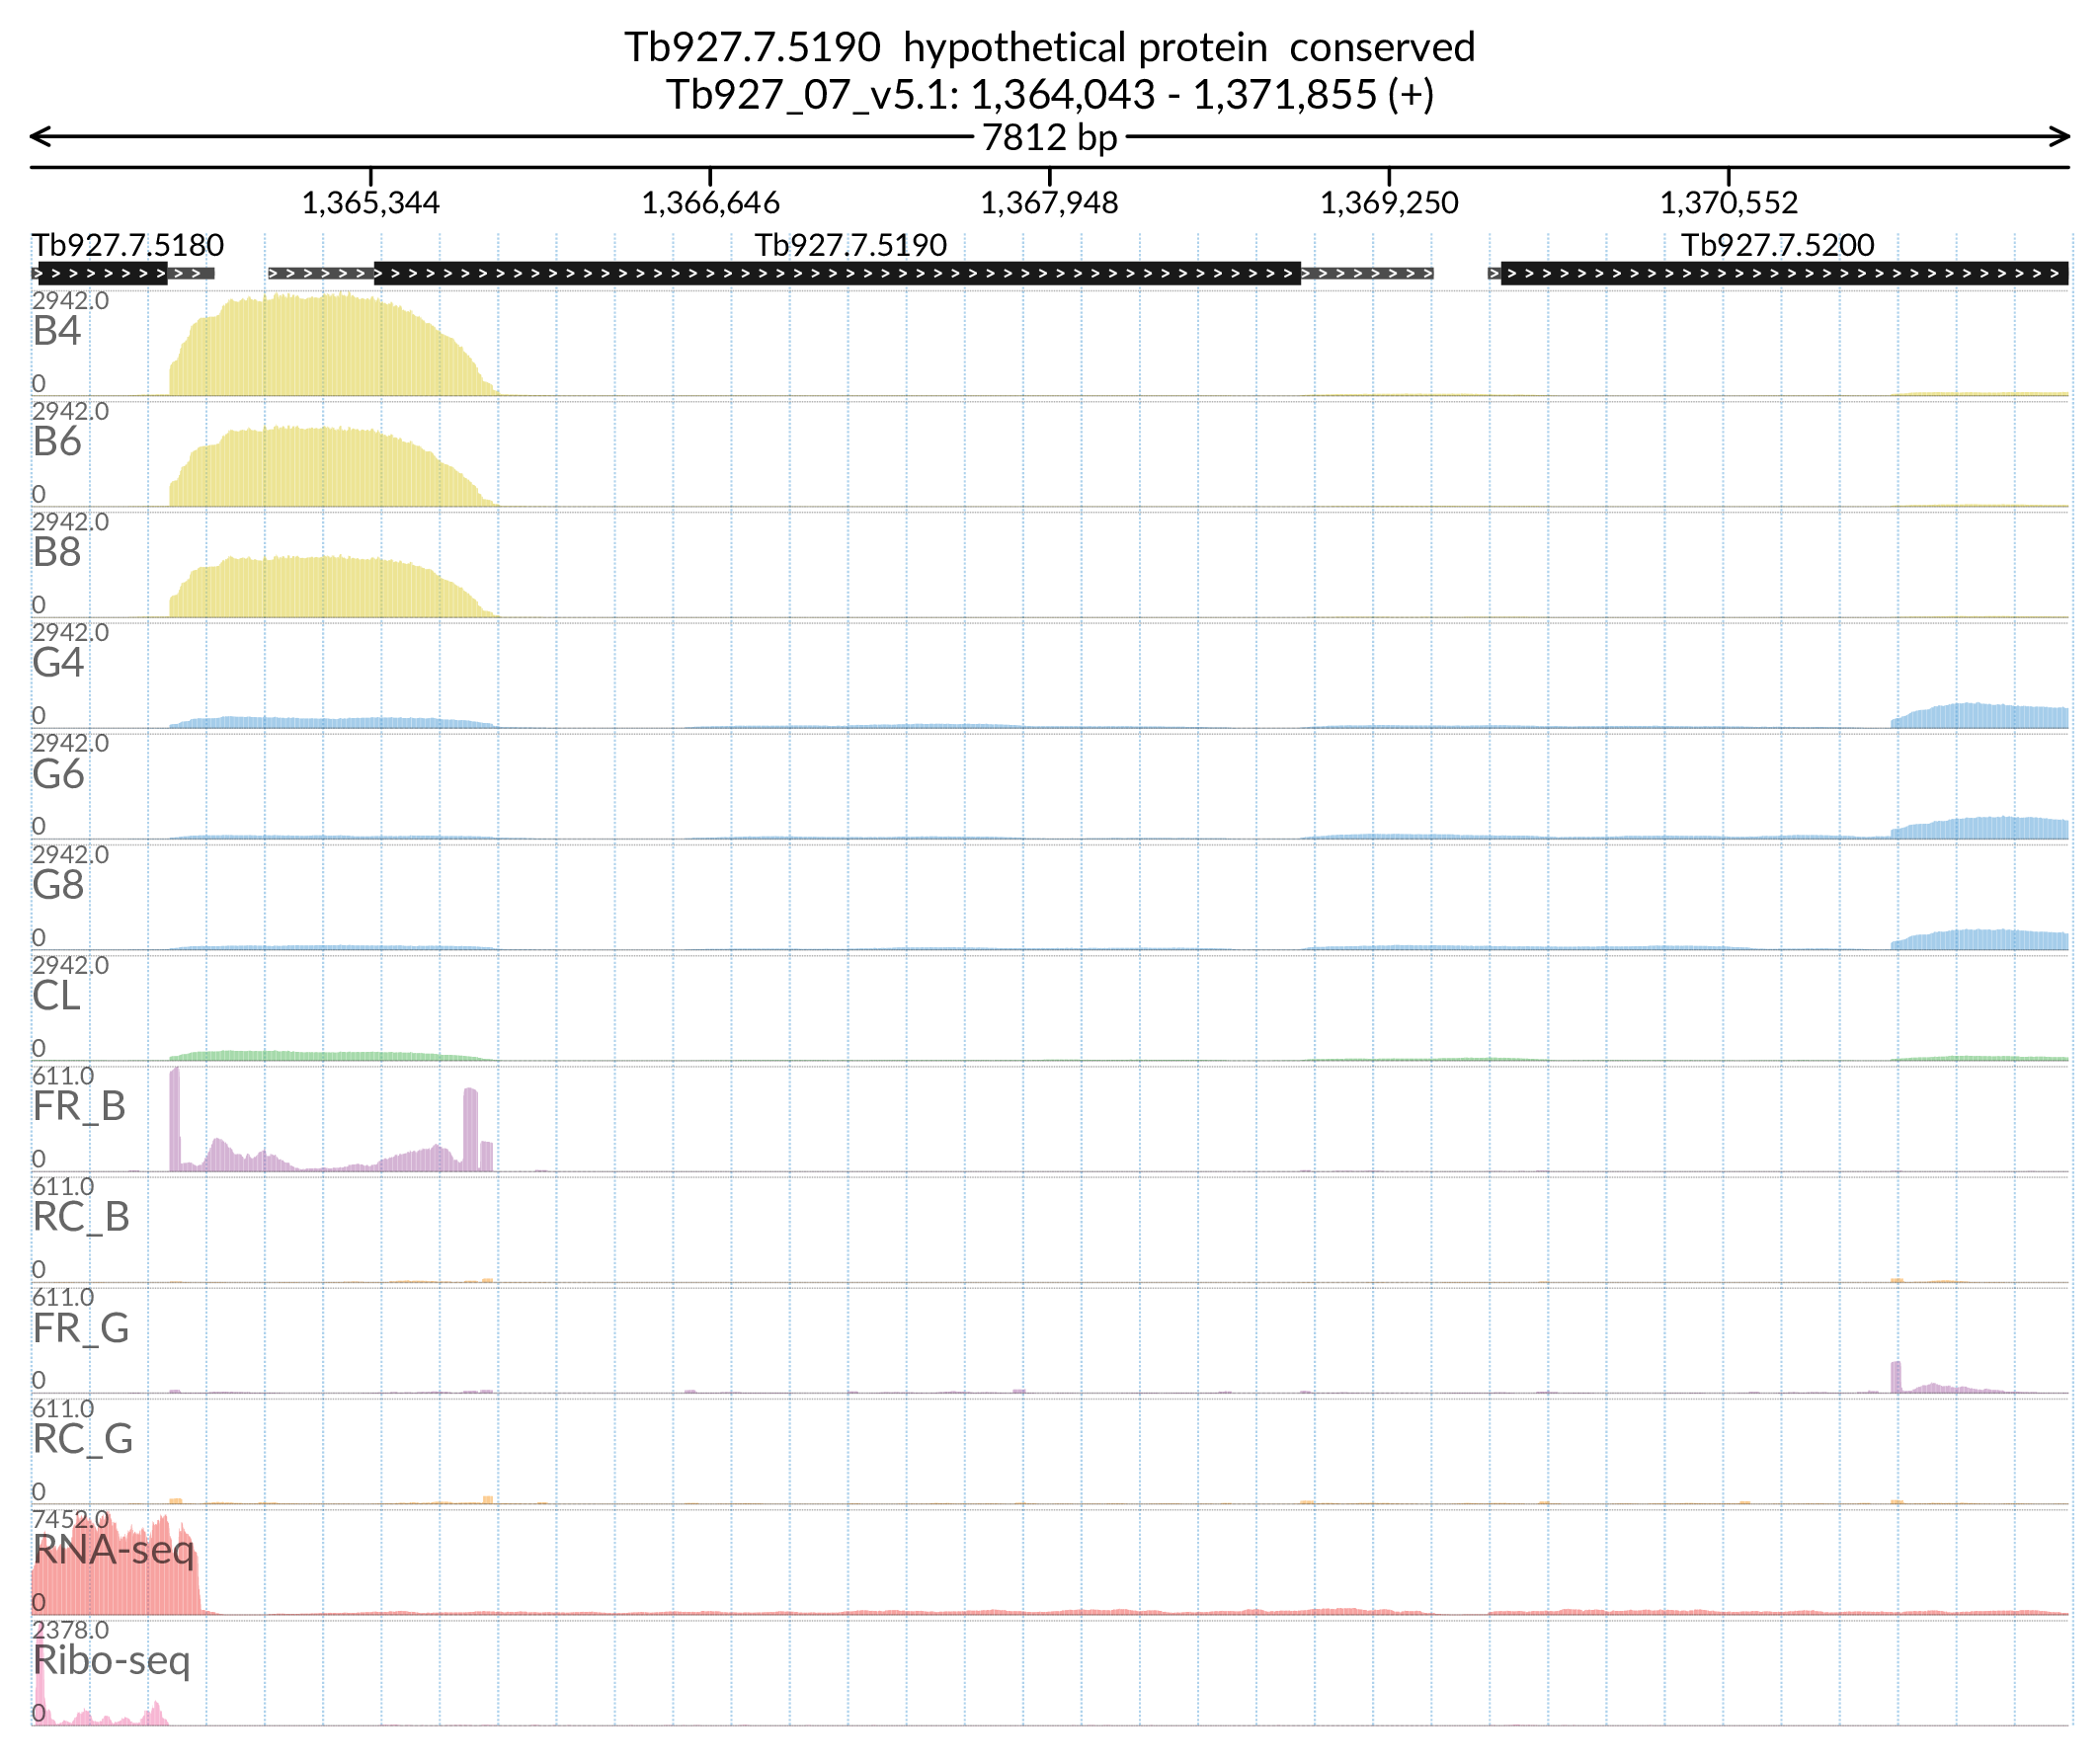 Tb927.7.5190 hypothetical protein conserved
Tb927_07_v5.1: 1,364,043 - 1,371,855 (+)
7812 bp
1,365,344 1,366,646 1,367,948 1,369,250 1,370,552
Tb927.7.5180 Tb927.7.5190 Tb927.7.5200
2942.0
B4
0
2942.0
B6
0
2942.0
B8
0
2942.0
G4
0
2942.0
G6
0
2942.0
G8
0
2942.0
CL
0
611.0
FR_B
0
611.0
RC_B
0
611.0
FR_G
0
611.0
RC_G
0
7452.0
RNA-seq
0
2378.0
Ribo-seq
0